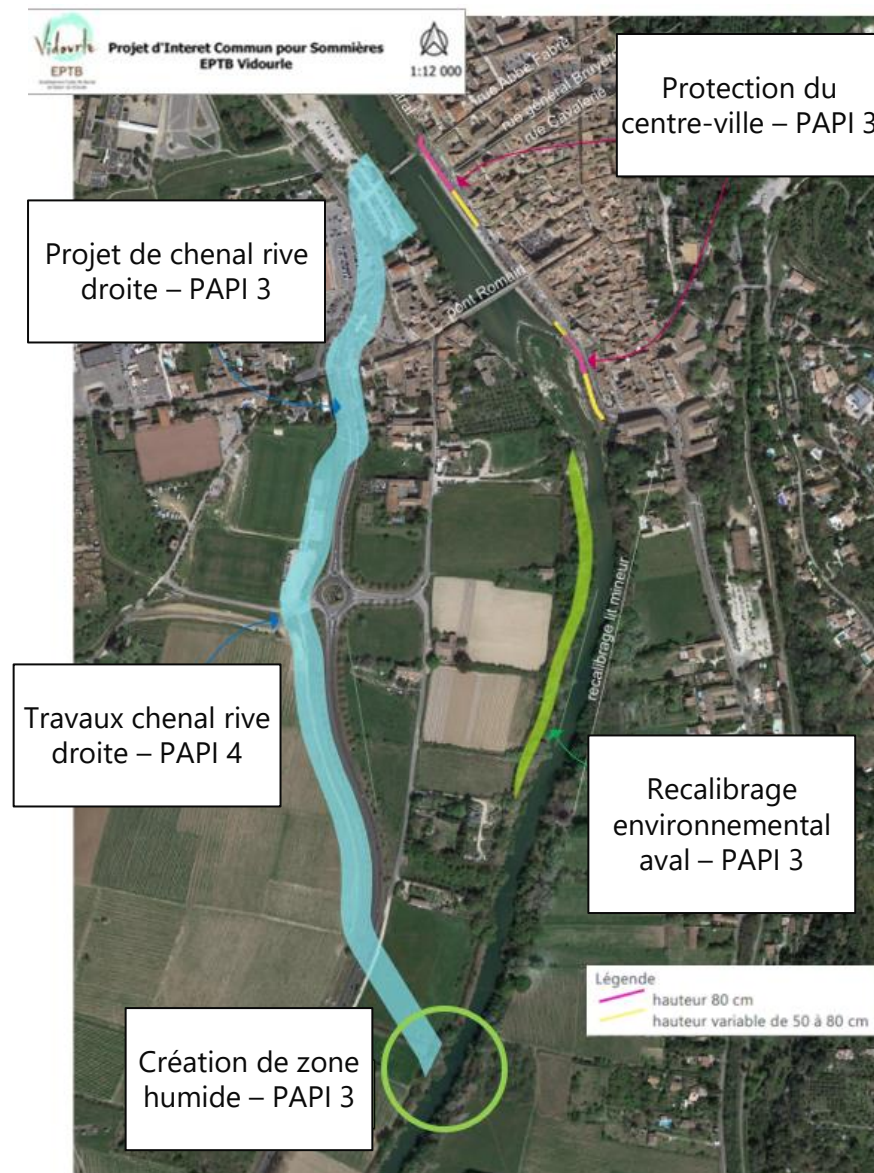 Vidourle
EPTB
Projet d'Interet Commun pour Sommières
EPTB Vidourle
1:12 000
rue Abbé Fabre
rue général Bruyère
rue Cavalerie
Protection du
centre-ville – PAPI 3
Projet de chenal rive
droite – PAPI 3
pont Romain
recalibrage lit mineur
Travaux chenal rive
droite – PAPI 4
Recalibrage
environnemental
aval – PAPI 3
Légende
hauteur 80 cm
hauteur variable de 50 à 80 cm
Création de zone
humide – PAPI 3